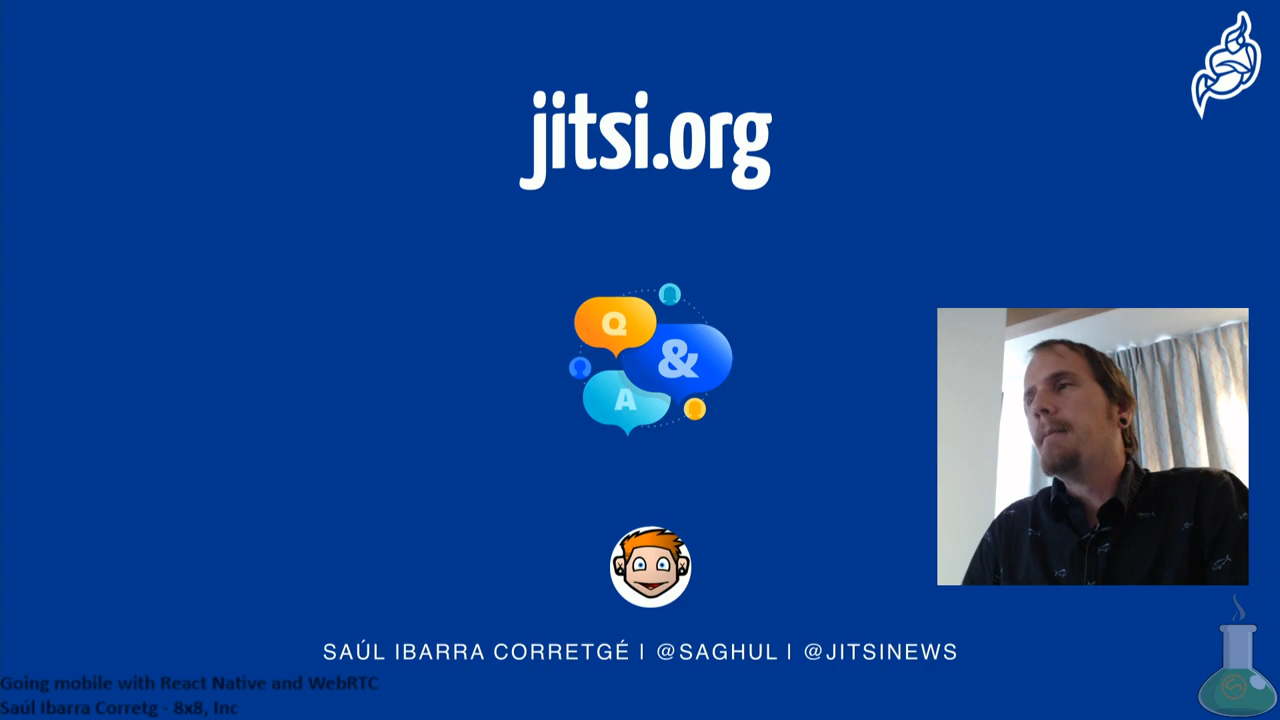 jitsi.org
Q
&
A
SAÚL IBARRA CORRETGÉ | @SAGHUL | @JITSINEWS
Going mobile with React Native and WebRTC
Saúl Ibarra Corretg - 8x8, Inc